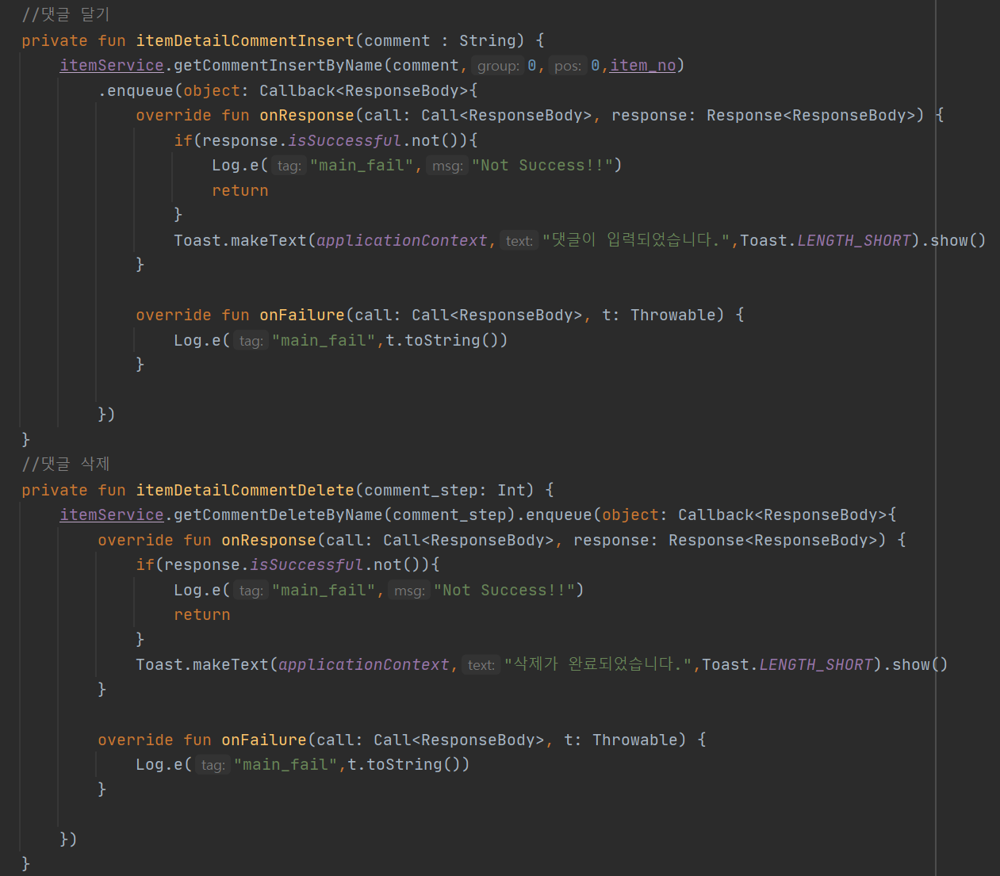 //댓글 달기
private fun itemDetailCommentInsert(comment : String) {
itemService.getCommentInsertByName(comment, group: 0, pos: 0,item_no)
.enqueue(object: Callback<ResponseBody>{
override fun onResponse(call: Call<ResponseBody>, response: Response<ResponseBody>) {
if(response.isSuccessful.not()){
Log.e( tag: "main_fail", msg: "Not Success!!")
return
}
Toast.makeText(applicationContext, text: "댓글이 입력되었습니다.",Toast.LENGTH_SHORT).show()
}
override fun onFailure(call: Call<ResponseBody>, t: Throwable) {
Log.e( tag: "main_fail",t.toString())
}
})
}
//댓글 삭제
private fun itemDetailCommentDelete(comment_step: Int) {
itemService.getCommentDeleteByName(comment_step).enqueue(object: Callback<ResponseBody>{
override fun onResponse(call: Call<ResponseBody>, response: Response<ResponseBody>) {
if(response.isSuccessful.not()){
Log.e( tag: "main_fail", msg: "Not Success!!")
return
}
Toast.makeText(applicationContext, text: "삭제가 완료되었습니다.",Toast.LENGTH_SHORT).show()
}
override fun onFailure(call: Call<ResponseBody>, t: Throwable) {
Log.e( tag: "main_fail",t.toString())
}
})
}